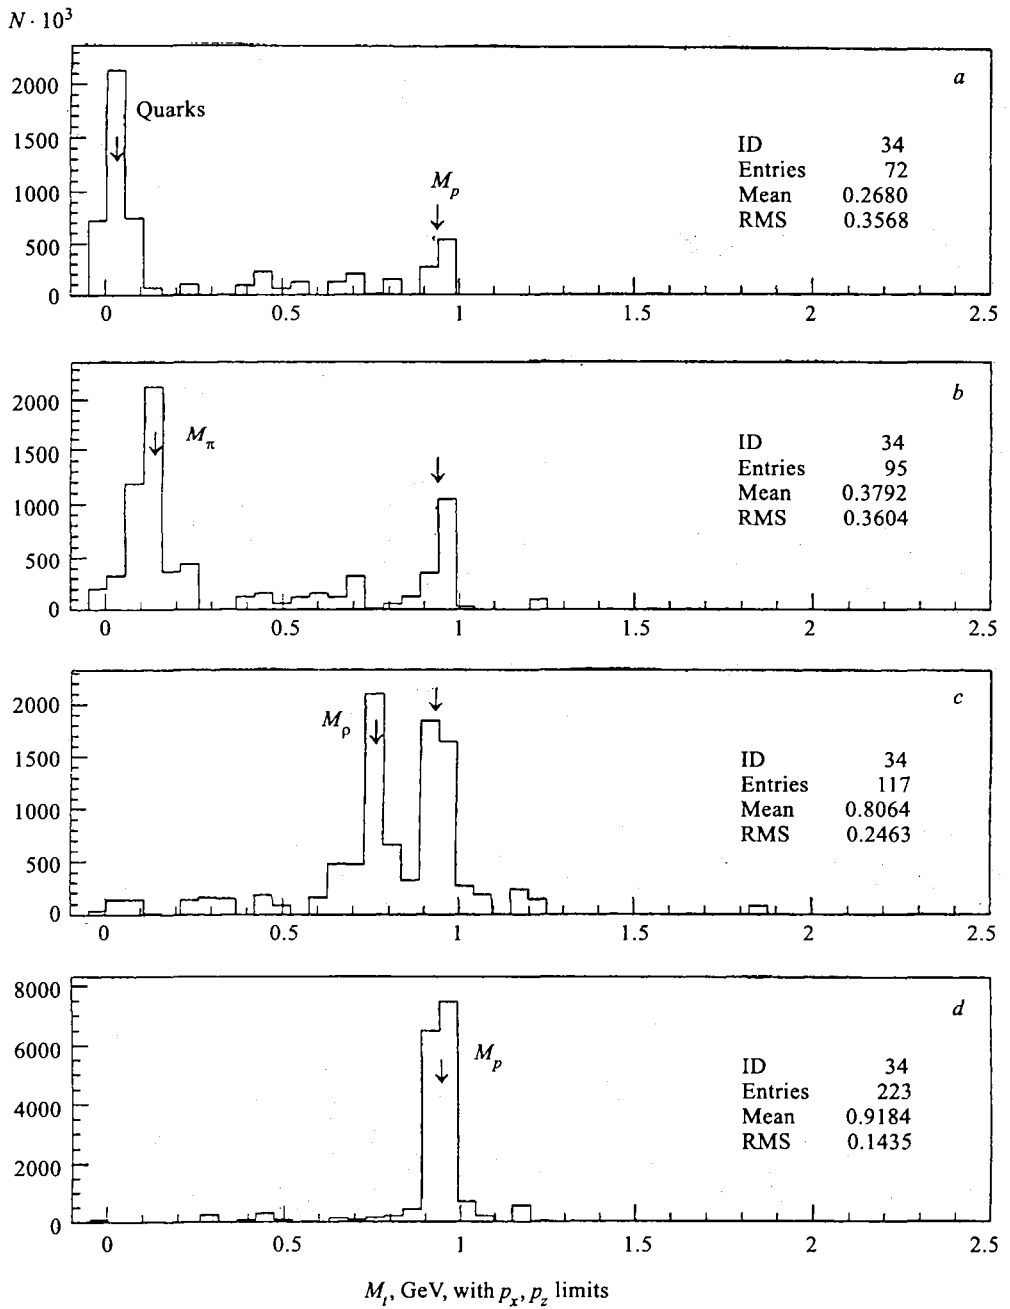 N · 10³
a
2000
Quarks
1500
ID 34
Entries 72
M_p
1000
Mean 0.2680
RMS 0.3568
500
0
0 0.5 1 1.5 2 2.5
b
2000
M_π
1500
ID 34
Entries 95
1000
Mean 0.3792
RMS 0.3604
500
0
0 0.5 1 1.5 2 2.5
c
2000
M_ρ
1500
ID 34
Entries 117
1000
Mean 0.8064
RMS 0.2463
500
0
0 0.5 1 1.5 2 2.5
8000
d
6000
M_p
ID 34
Entries 223
4000
Mean 0.9184
RMS 0.1435
2000
0
0 0.5 1 1.5 2 2.5
M_t, GeV, with p_x, p_z limits